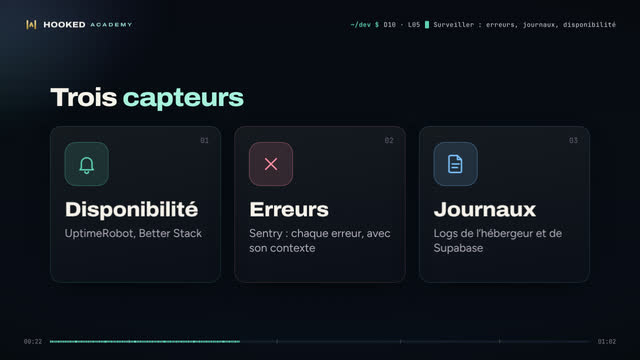 HOOKED ACADEMY
~/dev $ D10 · L05 Surveiller : erreurs, journaux, disponibilité
Trois capteurs
01
Disponibilité
UptimeRobot, Better Stack
02
Erreurs
Sentry : chaque erreur, avec
son contexte
03
Journaux
Logs de l'hébergeur et de
Supabase
00:22
01:02